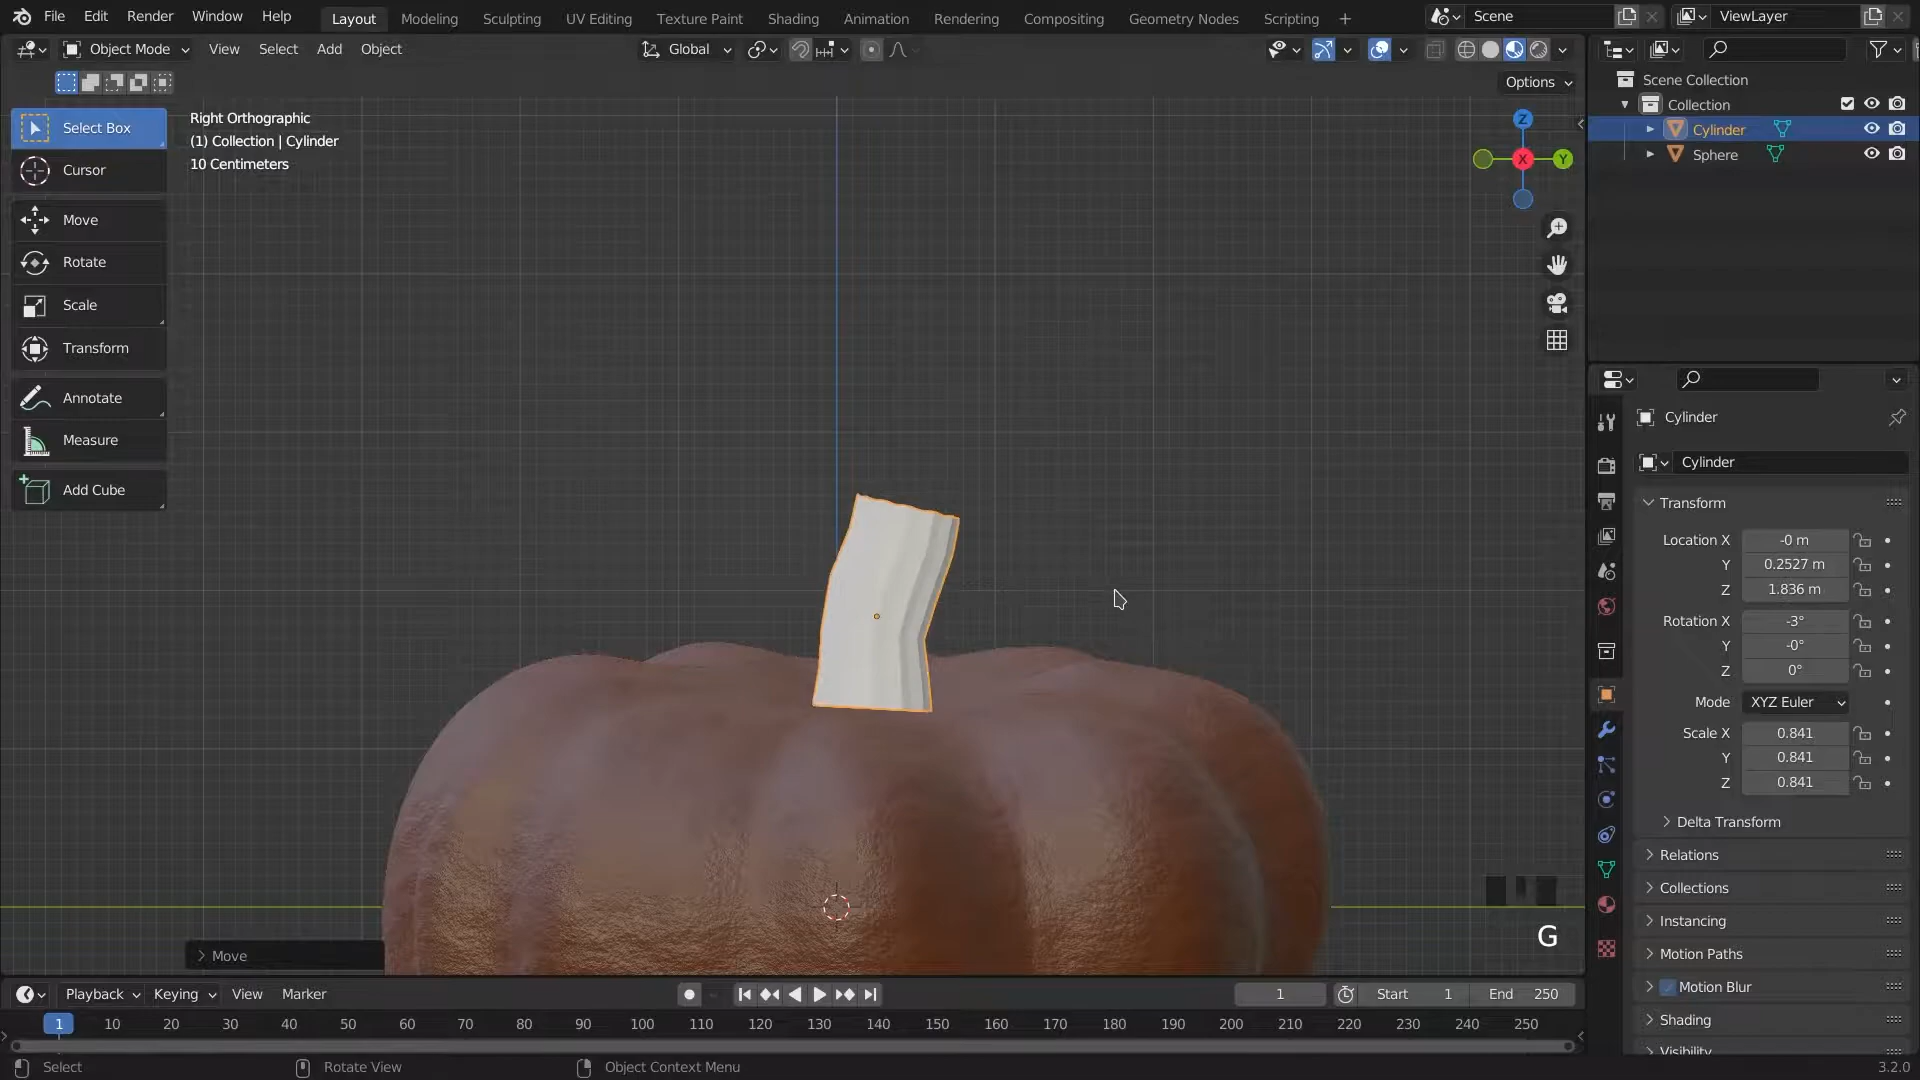 File Edit Render Window Help Layout Modeling Sculpting UV Editing Texture Paint Shading Animation Rendering Compositing Geometry Nodes Scripting + Scene ViewLayer
Object Mode View Select Add Object Global
Options
Select Box
Cursor
Move
Rotate
Scale
Transform
Annotate
Measure
Add Cube
Right Orthographic
(1) Collection | Cylinder
10 Centimeters
Z
X
Y
Scene Collection
Collection
Cylinder
Sphere
Cylinder
Cylinder
Transform
Location X -0 m
Y 0.2527 m
Z 1.836 m
Rotation X -3°
Y -0°
Z 0°
Mode XYZ Euler
Scale X 0.841
Y 0.841
Z 0.841
Delta Transform
Relations
Collections
Instancing
Motion Paths
Motion Blur
Shading
Visibility
G
Move
Playback Keying View Marker 1 Start 1 End 250
1 10 20 30 40 50 60 70 80 90 100 110 120 130 140 150 160 170 180 190 200 210 220 230 240 250
Select Rotate View Object Context Menu 3.2.0